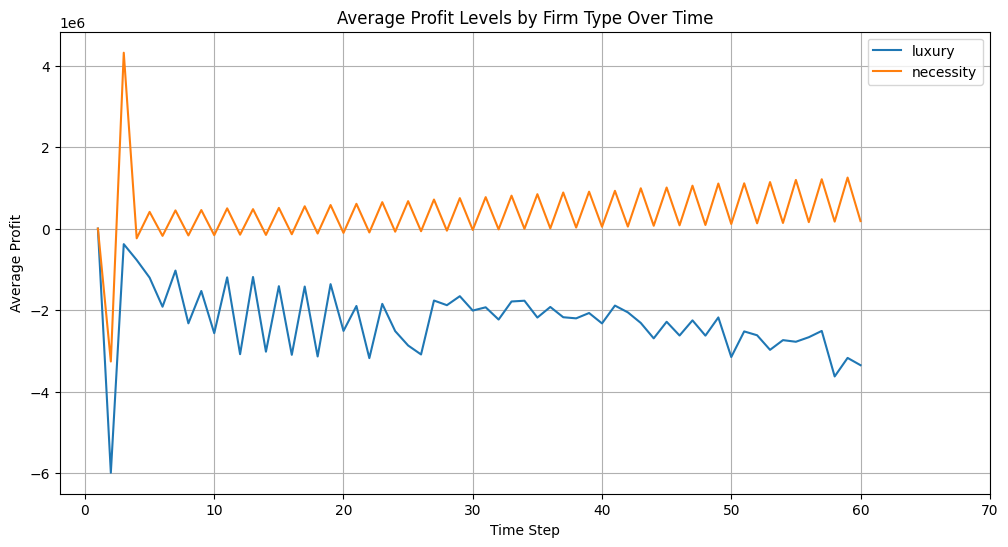 Average Profit Levels by Firm Type Over Time
1e6
luxury
necessity
4
2
0
−2
−4
−6
Average Profit
0 10 20 30 40 50 60 70
Time Step